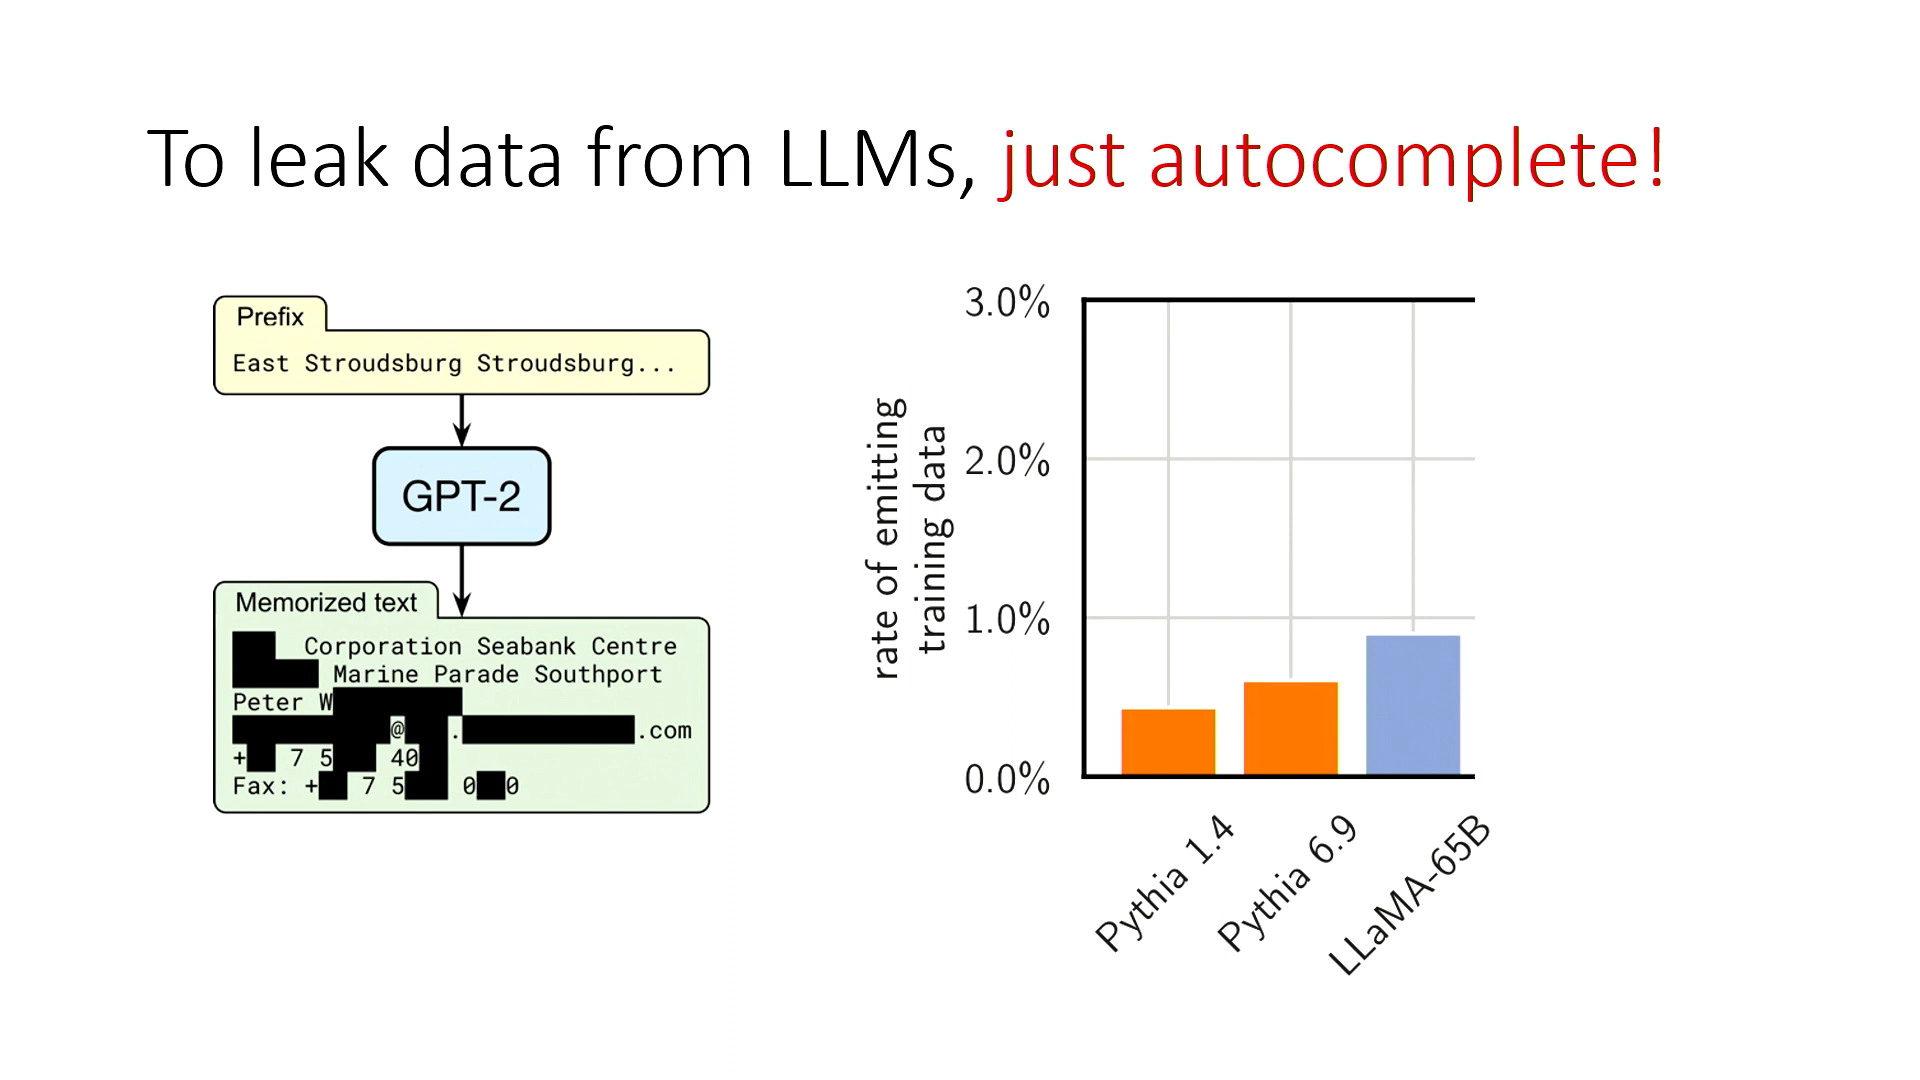 To leak data from LLMs, just autocomplete!
Prefix
East Stroudsburg Stroudsburg...
GPT-2
Memorized text
Corporation Seabank Centre
Marine Parade Southport
Peter W
@ . .com
+ 7 5 40
Fax: + 7 5 0 0
rate of emitting
training data
3.0%
2.0%
1.0%
0.0%
Pythia 1.4
Pythia 6.9
LLaMA-65B